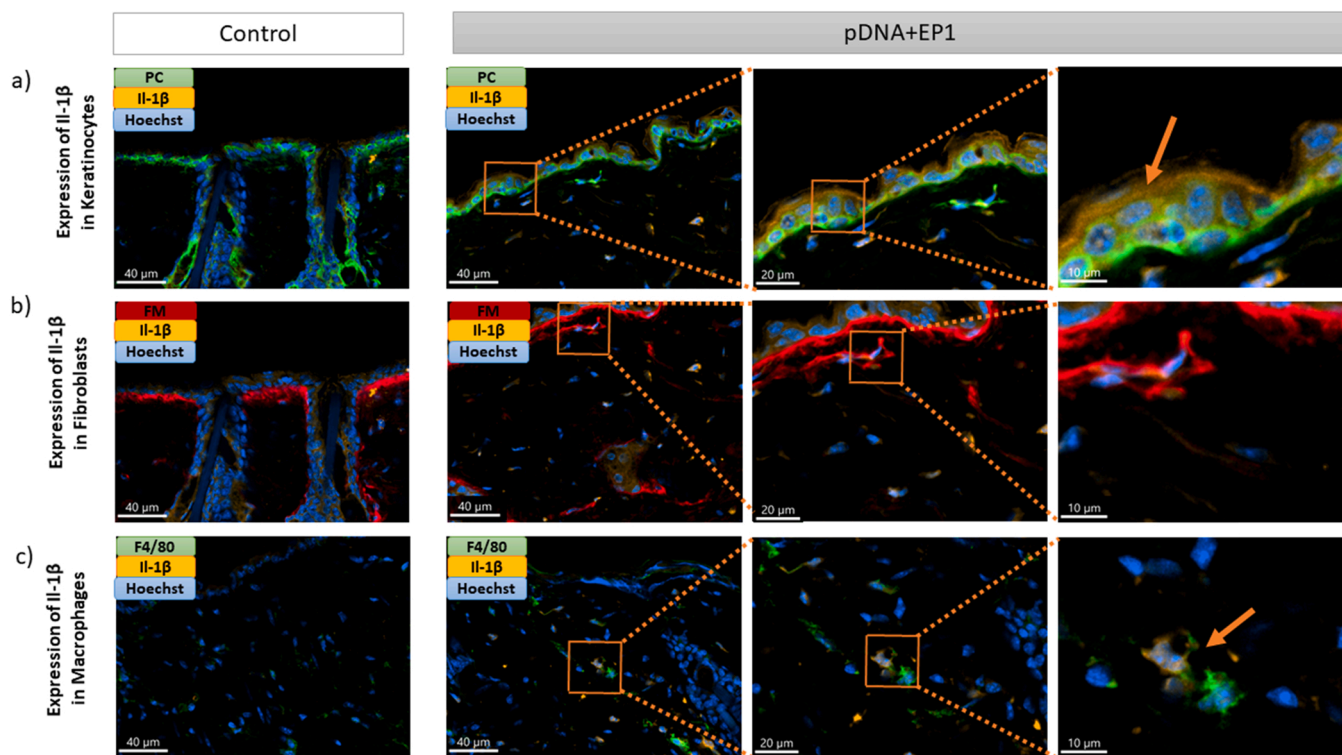 Control
pDNA+EP1
a)
Expression of Il-1β
in Keratinocytes
PC
Il-1β
Hoechst
40 µm
PC
Il-1β
Hoechst
40 µm
20 µm
10 µm
b)
Expression of Il-1β
in Fibroblasts
FM
Il-1β
Hoechst
40 µm
FM
Il-1β
Hoechst
40 µm
20 µm
10 µm
c)
Expression of Il-1β
in Macrophages
F4/80
Il-1β
Hoechst
40 µm
F4/80
Il-1β
Hoechst
40 µm
20 µm
10 µm